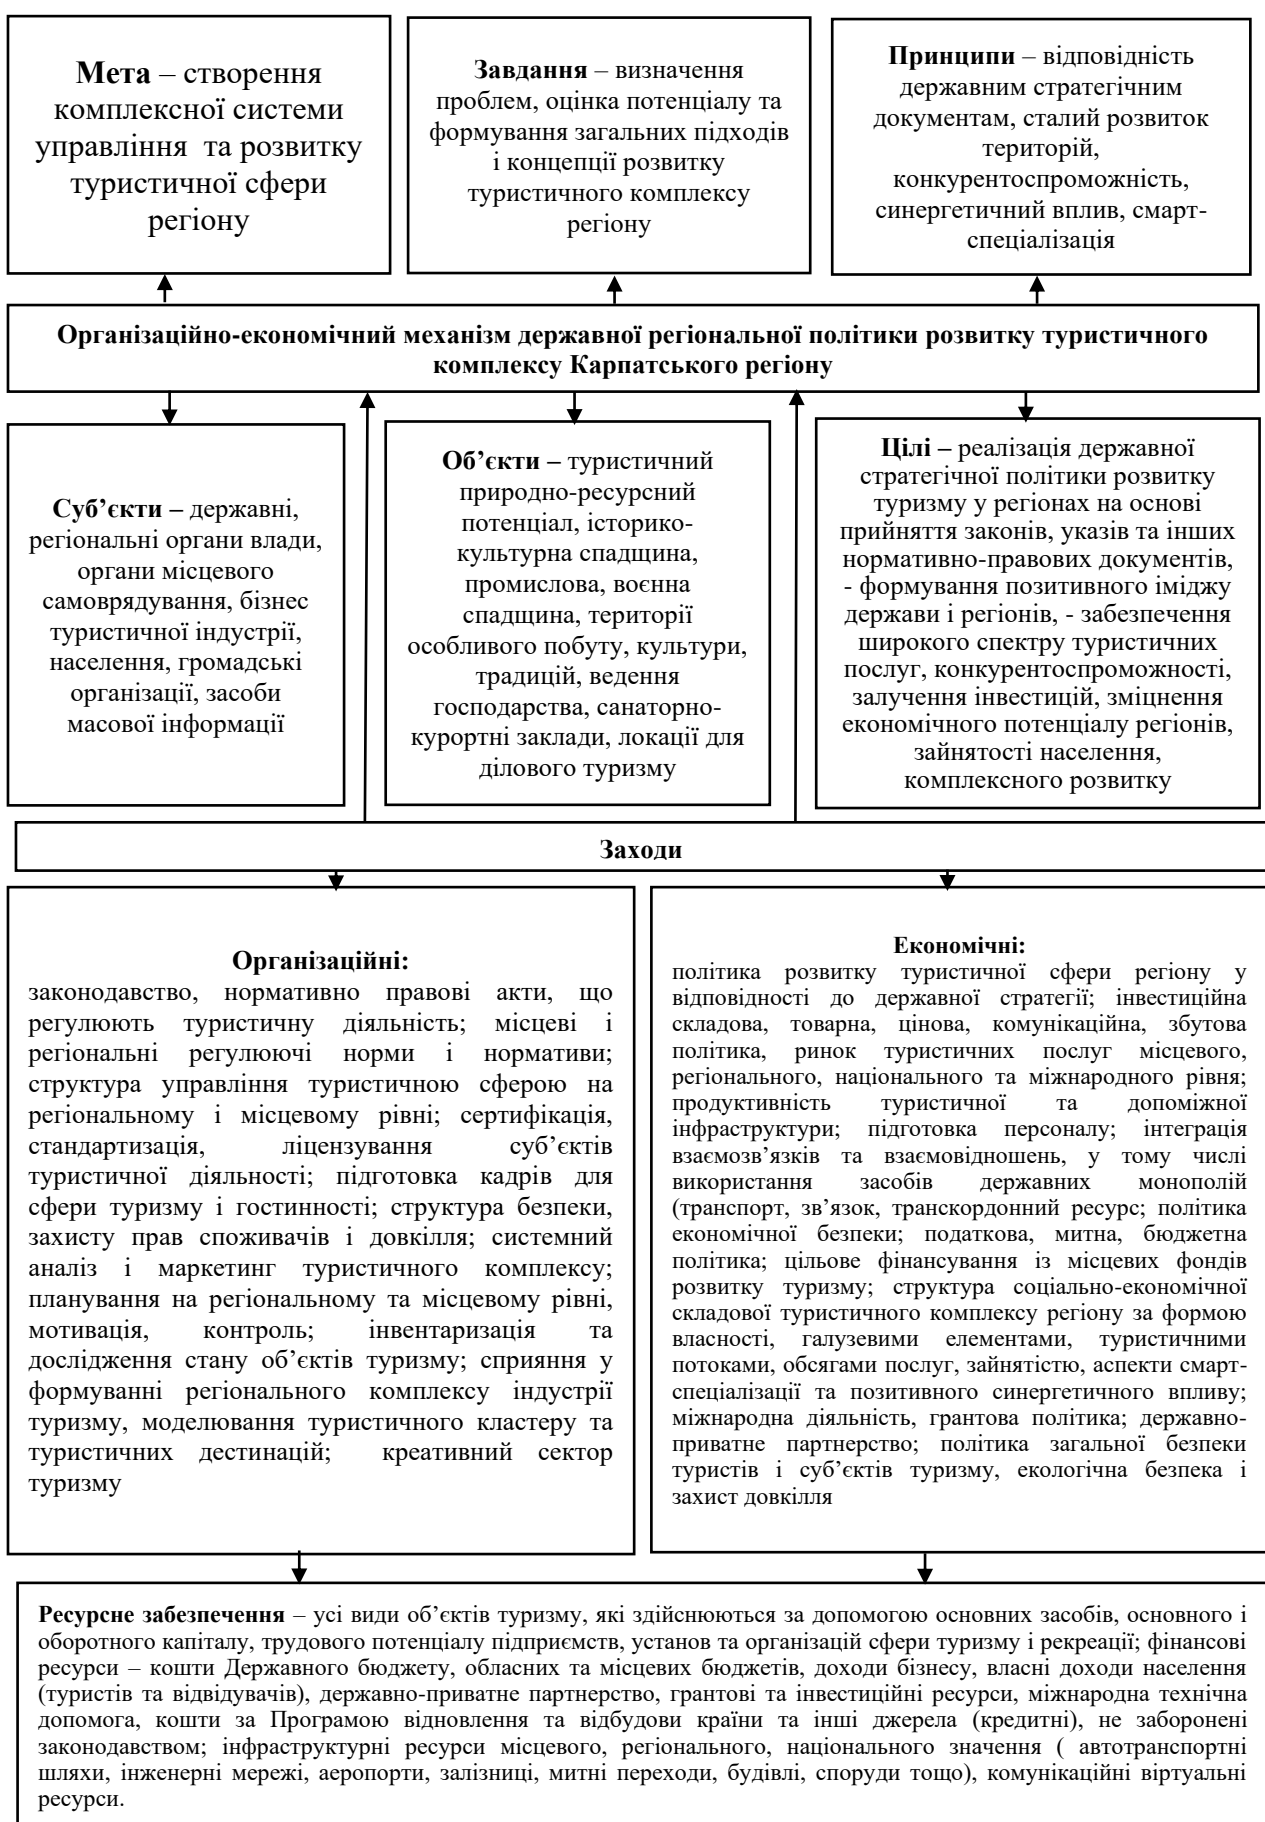 Мета – створення
комплексної системи
управління та розвитку
туристичної сфери
регіону
Завдання – визначення
проблем, оцінка потенціалу та
формування загальних підходів
і концепції розвитку
туристичного комплексу
регіону
Принципи – відповідність
державним стратегічним
документам, сталий розвиток
територій,
конкурентоспроможність,
синергетичний вплив, смарт-
спеціалізація
Організаційно-економічний механізм державної регіональної політики розвитку туристичного
комплексу Карпатського регіону
Суб’єкти – державні,
регіональні органи влади,
органи місцевого
самоврядування, бізнес
туристичної індустрії,
населення, громадські
організації, засоби
масової інформації
Об’єкти – туристичний
природно-ресурсний
потенціал, історико-
культурна спадщина,
промислова, воєнна
спадщина, території
особливого побуту, культури,
традицій, ведення
господарства, санаторно-
курортні заклади, локації для
ділового туризму
Цілі – реалізація державної
стратегічної політики розвитку
туризму у регіонах на основі
прийняття законів, указів та інших
нормативно-правових документів,
- формування позитивного іміджу
держави і регіонів, - забезпечення
широкого спектру туристичних
послуг, конкурентоспроможності,
залучення інвестицій, зміцнення
економічного потенціалу регіонів,
зайнятості населення,
комплексного розвитку
Заходи
Організаційні:
законодавство, нормативно правові акти, що
регулюють туристичну діяльність; місцеві і
регіональні регулюючі норми і нормативи;
структура управління туристичною сферою на
регіональному і місцевому рівні; сертифікація,
стандартизація, ліцензування суб’єктів
туристичної діяльності; підготовка кадрів для
сфери туризму і гостинності; структура безпеки,
захисту прав споживачів і довкілля; системний
аналіз і маркетинг туристичного комплексу;
планування на регіональному та місцевому рівні,
мотивація, контроль; інвентаризація та
дослідження стану об’єктів туризму; сприяння у
формуванні регіонального комплексу індустрії
туризму, моделювання туристичного кластеру та
туристичних дестинацій; креативний сектор
туризму
Економічні:
політика розвитку туристичної сфери регіону у
відповідності до державної стратегії; інвестиційна
складова, товарна, цінова, комунікаційна, збутова
політика, ринок туристичних послуг місцевого,
регіонального, національного та міжнародного рівня;
продуктивність туристичної та допоміжної
інфраструктури; підготовка персоналу; інтеграція
взаємозв’язків та взаємовідношень, у тому числі
використання засобів державних монополій
(транспорт, зв’язок, транскордонний ресурс; політика
економічної безпеки; податкова, митна, бюджетна
політика; цільове фінансування із місцевих фондів
розвитку туризму; структура соціально-економічної
складової туристичного комплексу регіону за формою
власності, галузевими елементами, туристичними
потоками, обсягами послуг, зайнятістю, аспекти смарт-
спеціалізації та позитивного синергетичного впливу;
міжнародна діяльність, грантова політика; державно-
приватне партнерство; політика загальної безпеки
туристів і суб’єктів туризму, екологічна безпека і
захист довкілля
Ресурсне забезпечення – усі види об’єктів туризму, які здійснюються за допомогою основних засобів, основного і
оборотного капіталу, трудового потенціалу підприємств, установ та організацій сфери туризму і рекреації; фінансові
ресурси – кошти Державного бюджету, обласних та місцевих бюджетів, доходи бізнесу, власні доходи населення
(туристів та відвідувачів), державно-приватне партнерство, грантові та інвестиційні ресурси, міжнародна технічна
допомога, кошти за Програмою відновлення та відбудови країни та інші джерела (кредитні), не заборонені
законодавством; інфраструктурні ресурси місцевого, регіонального, національного значення ( автотранспортні
шляхи, інженерні мережі, аеропорти, залізниці, митні переходи, будівлі, споруди тощо), комунікаційні віртуальні
ресурси.